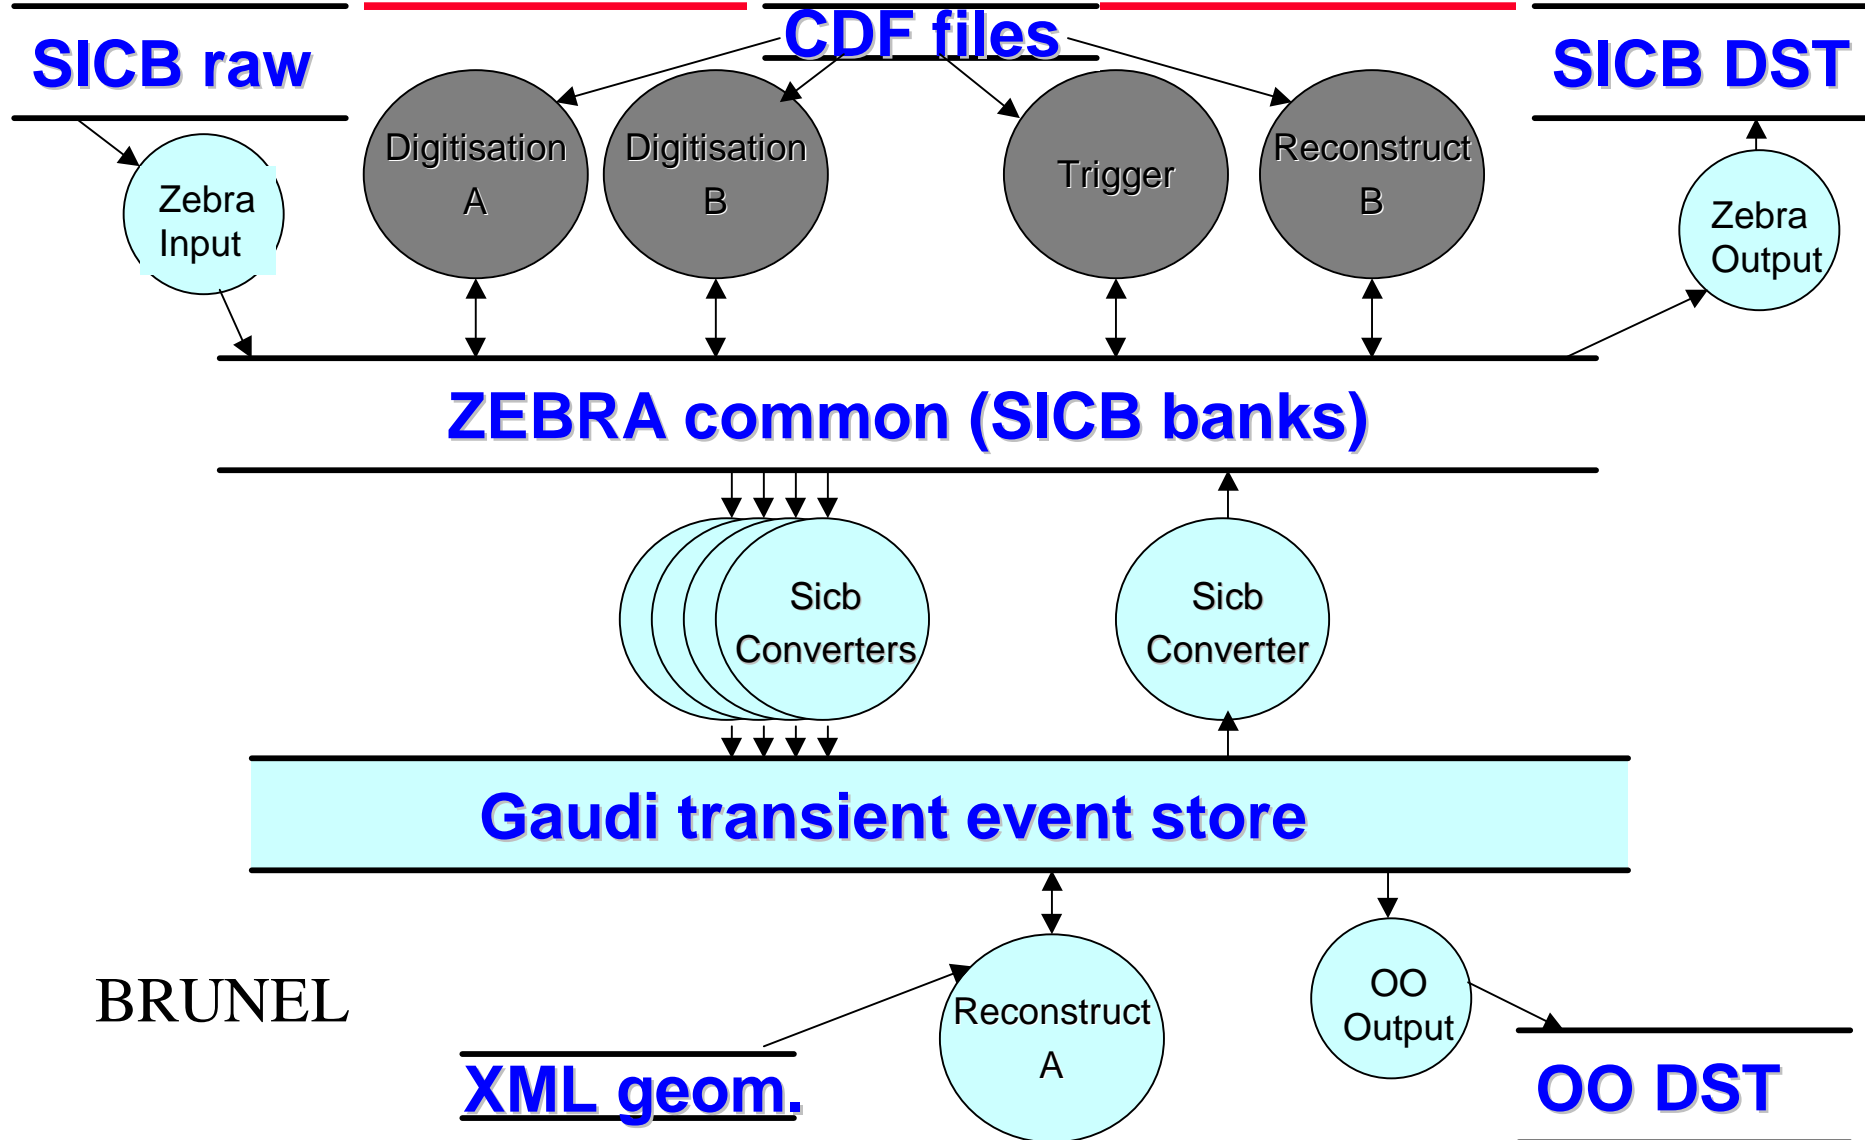 SICB raw
CDF files
SICB DST
Digitisation
A
Digitisation
B
Trigger
Reconstruct
B
Zebra
Input
Zebra
Output
ZEBRA common (SICB banks)
Sicb
Converters
Sicb
Converter
Gaudi transient event store
BRUNEL
Reconstruct
A
OO
Output
XML geom.
OO DST